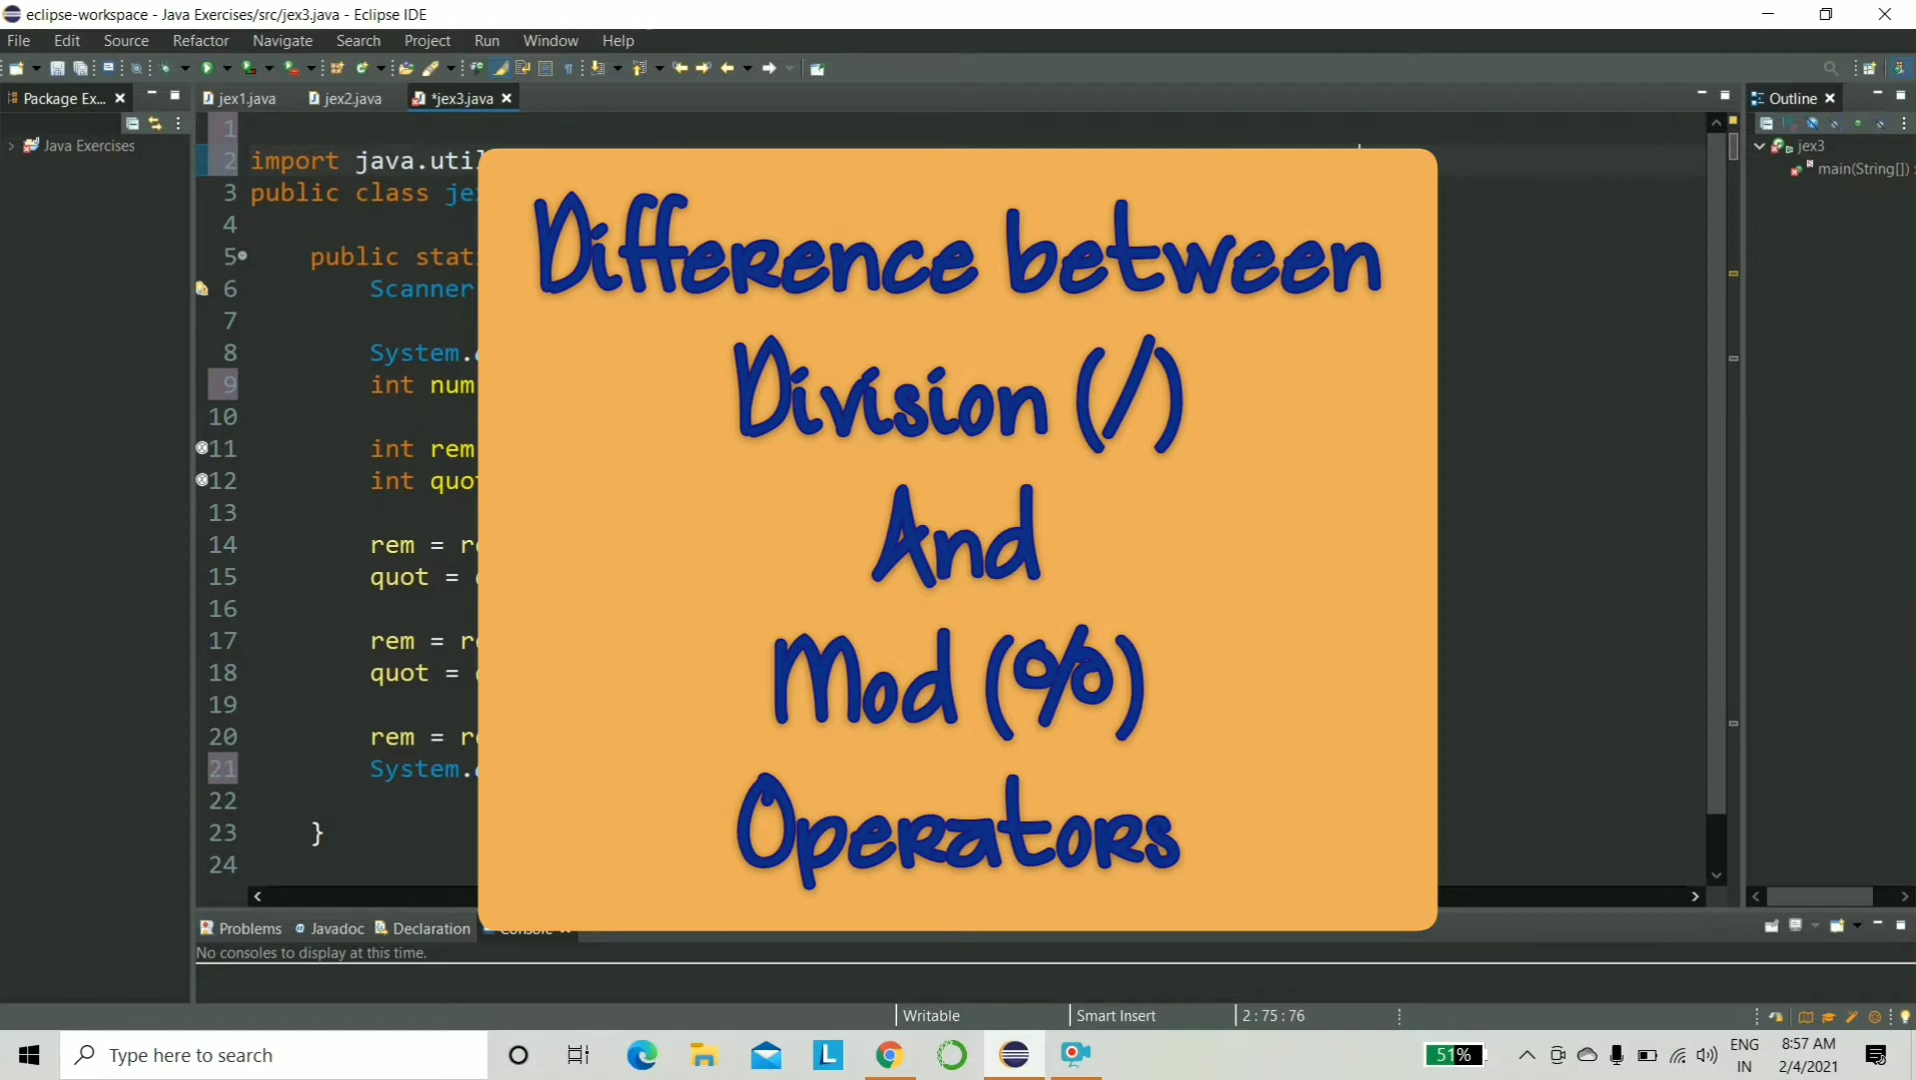 eclipse-workspace - Java Exercises/src/jex3.java - Eclipse IDE
File Edit Source Refactor Navigate Search Project Run Window Help
Package Ex...
jex1.java
jex2.java
*jex3.java
Outline
Java Exercises
jex3
main(String[])
1
2 import java.util
3 public class
4
5 public
6 Scanner
7
8 System.
9 int num
10
11 int rem
12 int
13
14 rem =
15 quot =
16
17 rem =
18 quot =
19
20 rem =
21 System.
22
23 }
24
Difference between
Division (/)
And
Mod (%)
Operators
Problems Javadoc Declaration Console
No consoles to display at this time.
Writable Smart Insert 2 : 75 : 76
Type here to search
51%
ENG
IN
8:57 AM
2/4/2021